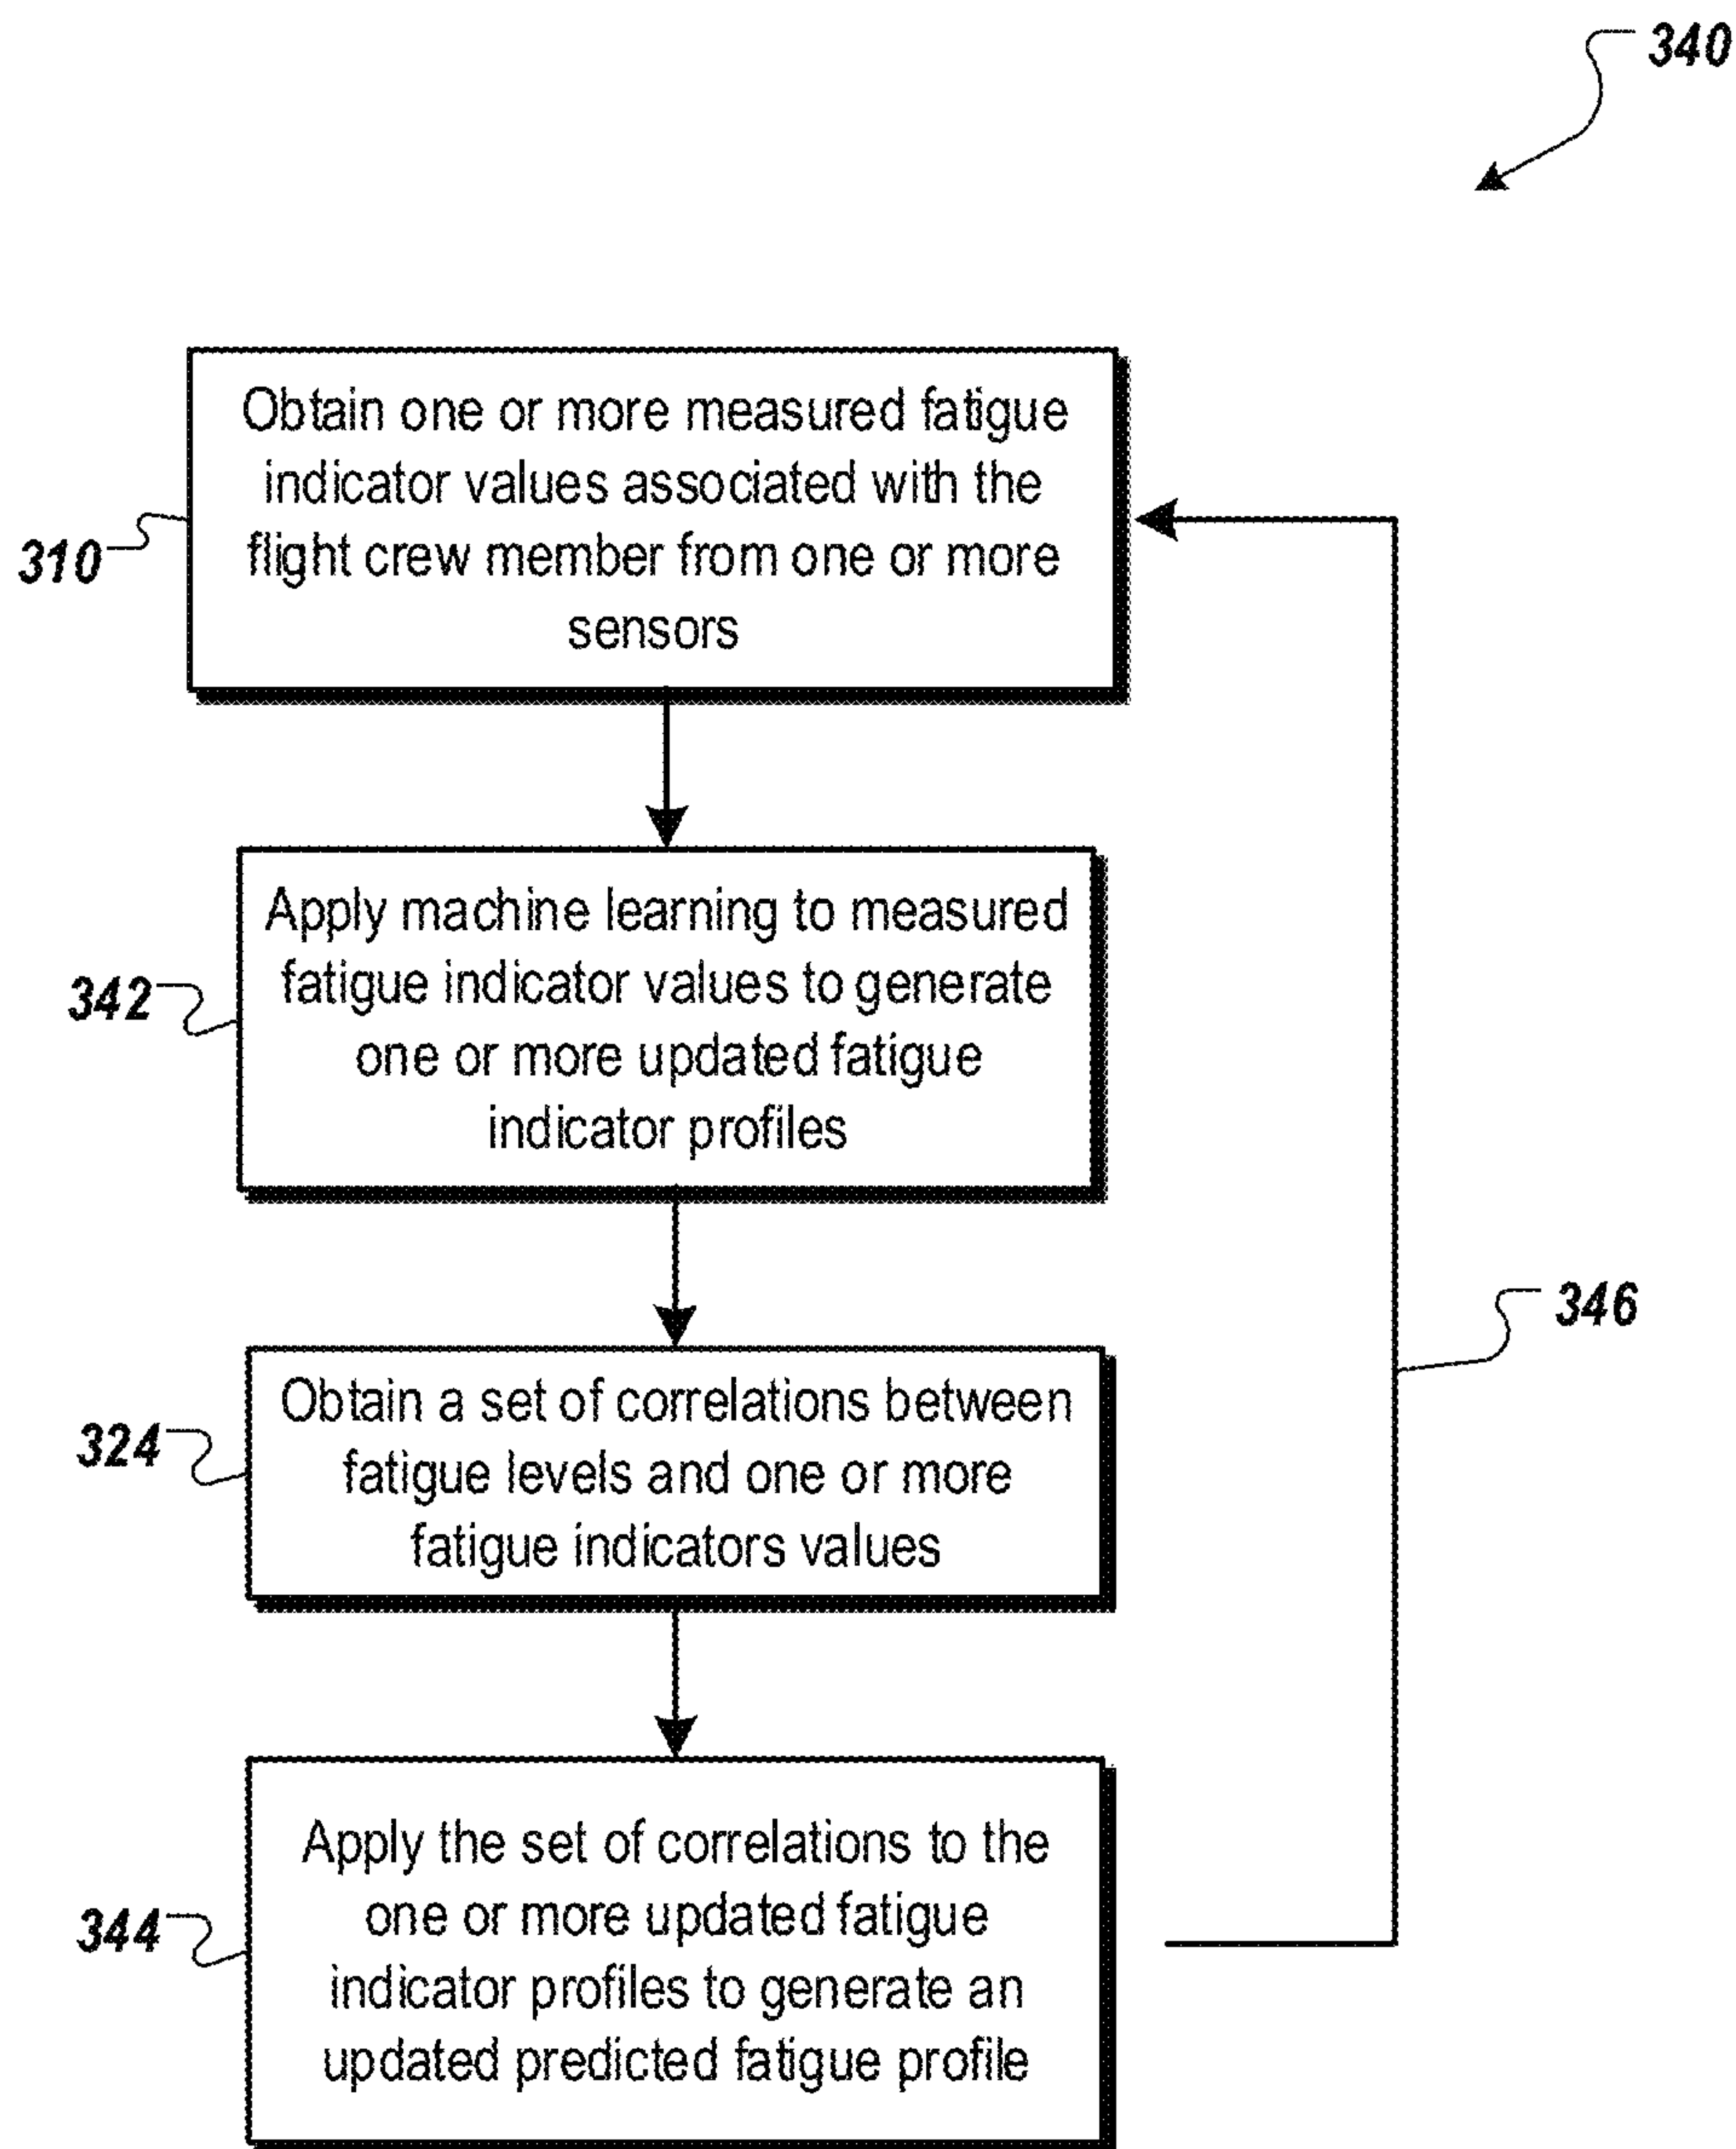 340
Obtain one or more measured fatigue
indicator values associated with the
flight crew member from one or more
sensors
310
Apply machine learning to measured
fatigue indicator values to generate
one or more updated fatigue
indicator profiles
342
346
Obtain a set of correlations between
fatigue levels and one or more
fatigue indicators values
324
Apply the set of correlations to the
one or more updated fatigue
indicator profiles to generate an
updated predicted fatigue profile
344